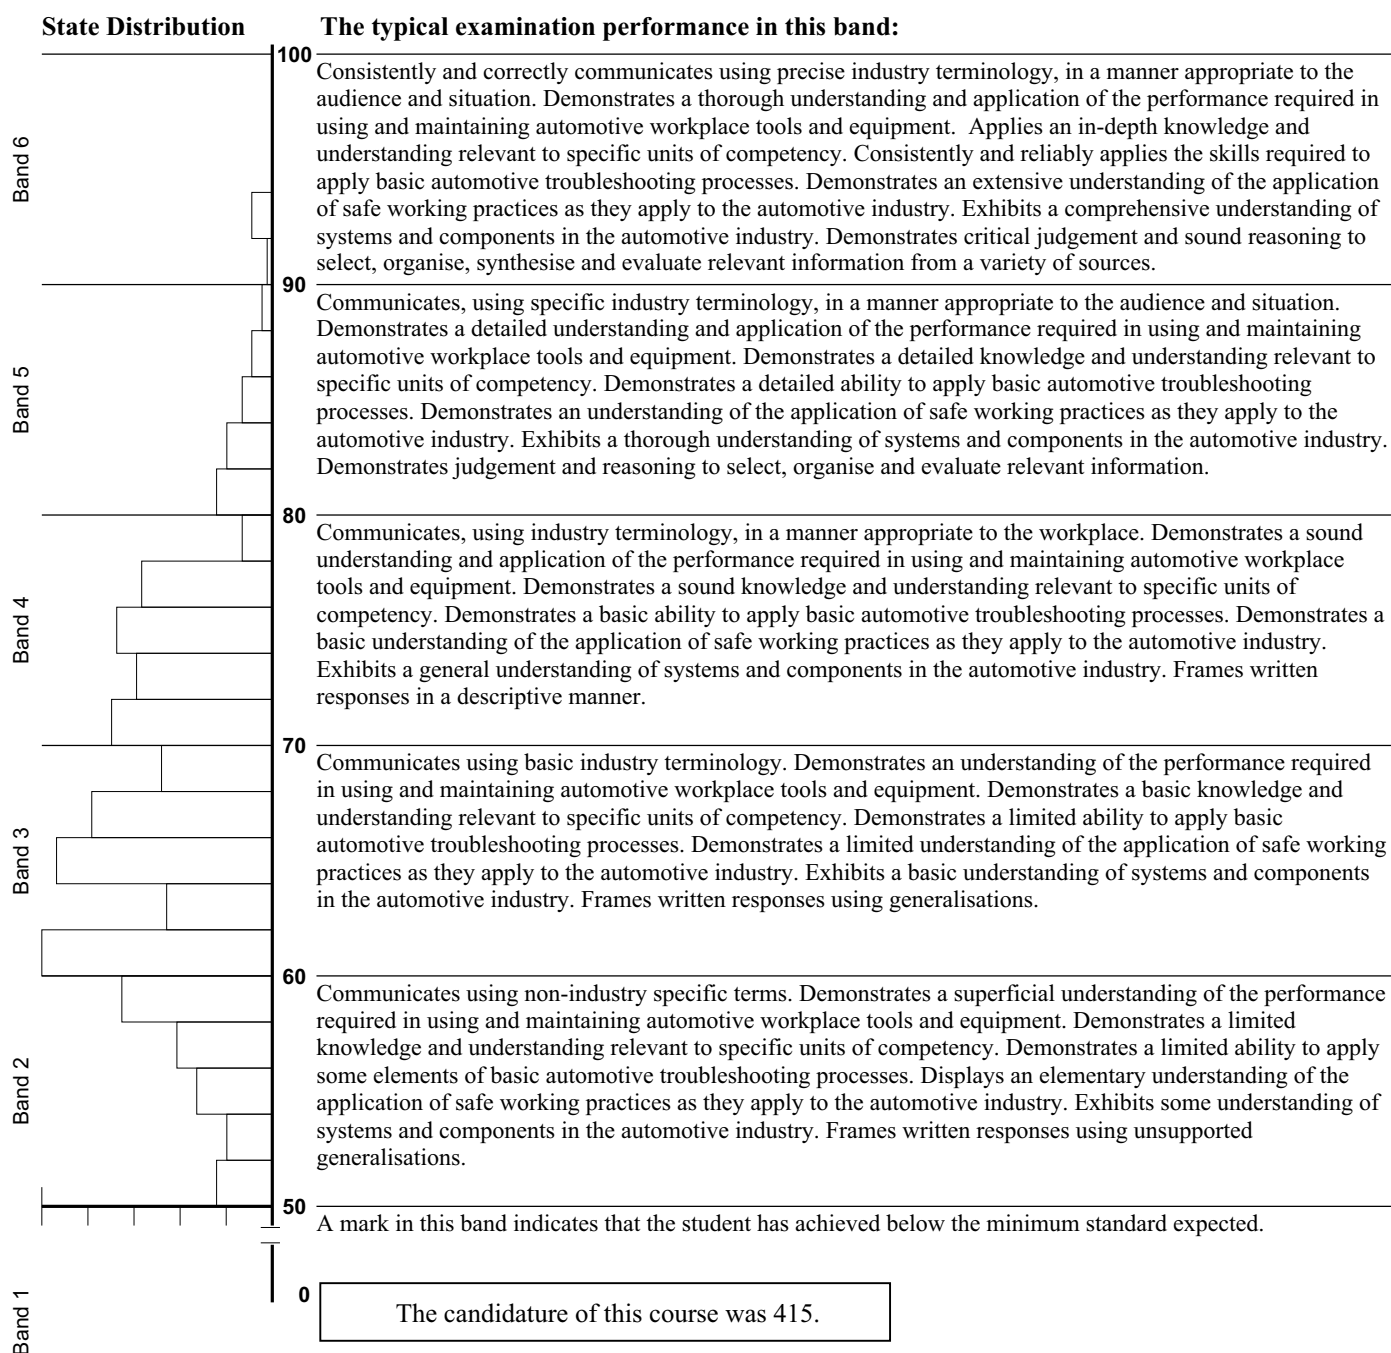 State Distribution
The typical examination performance in this band:
100
Band 6
Consistently and correctly communicates using precise industry terminology, in a manner appropriate to the
audience and situation. Demonstrates a thorough understanding and application of the performance required in
using and maintaining automotive workplace tools and equipment.  Applies an in-depth knowledge and
understanding relevant to specific units of competency. Consistently and reliably applies the skills required to
apply basic automotive troubleshooting processes. Demonstrates an extensive understanding of the application
of safe working practices as they apply to the automotive industry. Exhibits a comprehensive understanding of
systems and components in the automotive industry. Demonstrates critical judgement and sound reasoning to
select, organise, synthesise and evaluate relevant information from a variety of sources.
90
Band 5
Communicates, using specific industry terminology, in a manner appropriate to the audience and situation.
Demonstrates a detailed understanding and application of the performance required in using and maintaining
automotive workplace tools and equipment. Demonstrates a detailed knowledge and understanding relevant to
specific units of competency. Demonstrates a detailed ability to apply basic automotive troubleshooting
processes. Demonstrates an understanding of the application of safe working practices as they apply to the
automotive industry. Exhibits a thorough understanding of systems and components in the automotive industry.
Demonstrates judgement and reasoning to select, organise and evaluate relevant information.
80
Band 4
Communicates, using industry terminology, in a manner appropriate to the workplace. Demonstrates a sound
understanding and application of the performance required in using and maintaining automotive workplace
tools and equipment. Demonstrates a sound knowledge and understanding relevant to specific units of
competency. Demonstrates a basic ability to apply basic automotive troubleshooting processes. Demonstrates a
basic understanding of the application of safe working practices as they apply to the automotive industry.
Exhibits a general understanding of systems and components in the automotive industry. Frames written
responses in a descriptive manner.
70
Band 3
Communicates using basic industry terminology. Demonstrates an understanding of the performance required
in using and maintaining automotive workplace tools and equipment. Demonstrates a basic knowledge and
understanding relevant to specific units of competency. Demonstrates a limited ability to apply basic
automotive troubleshooting processes. Demonstrates a limited understanding of the application of safe working
practices as they apply to the automotive industry. Exhibits a basic understanding of systems and components
in the automotive industry. Frames written responses using generalisations.
60
Band 2
Communicates using non-industry specific terms. Demonstrates a superficial understanding of the performance
required in using and maintaining automotive workplace tools and equipment. Demonstrates a limited
knowledge and understanding relevant to specific units of competency. Demonstrates a limited ability to apply
some elements of basic automotive troubleshooting processes. Displays an elementary understanding of the
application of safe working practices as they apply to the automotive industry. Exhibits some understanding of
systems and components in the automotive industry. Frames written responses using unsupported
generalisations.
50
A mark in this band indicates that the student has achieved below the minimum standard expected.
Band 1
0
The candidature of this course was 415.